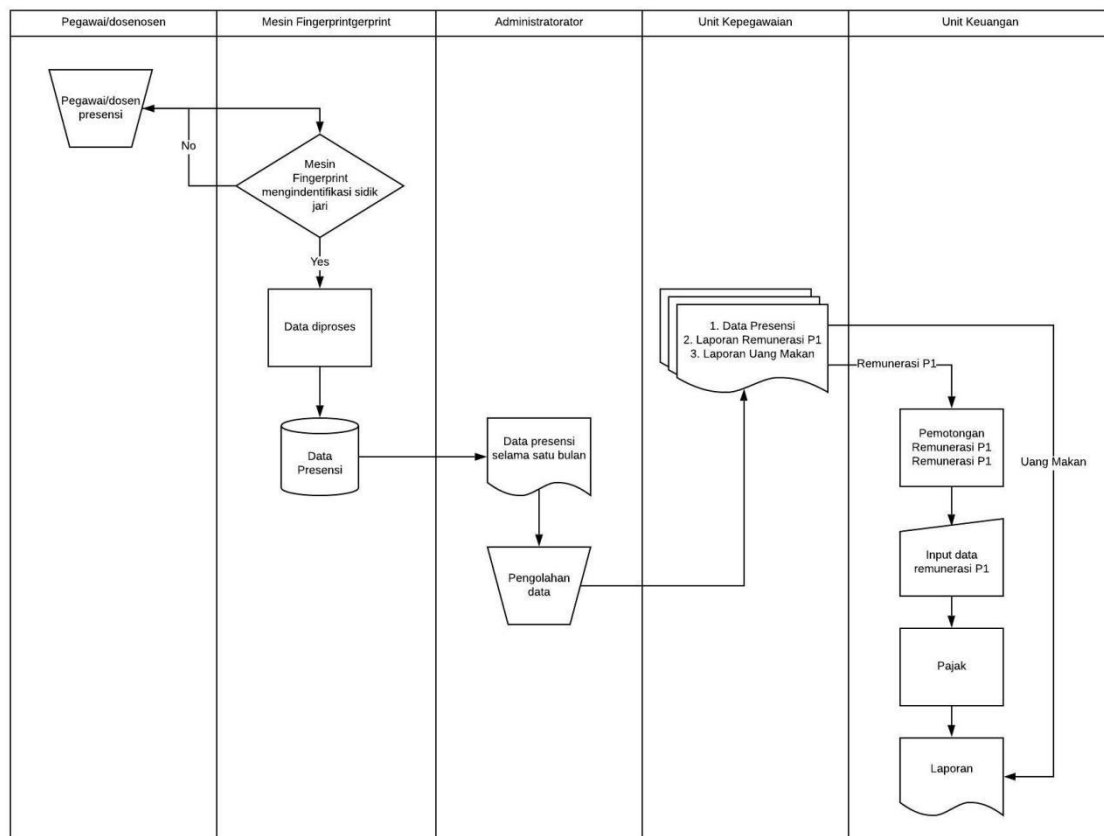 Pegawai/dosenosen
Mesin Fingerprintgerprint
Administratorator
Unit Kepegawaian
Unit Keuangan
Pegawai/dosen
presensi
No
Mesin
Fingerprint
mengindentifikasi sidik
jari
Yes
Data diproses
Data
Presensi
Data presensi
selama satu bulan
Pengolahan
data
1. Data Presensi
2. Laporan Remunerasi P1
3. Laporan Uang Makan
Remunerasi P1
Uang Makan
Pemotongan
Remunerasi P1
Remunerasi P1
Input data
remunerasi P1
Pajak
Laporan